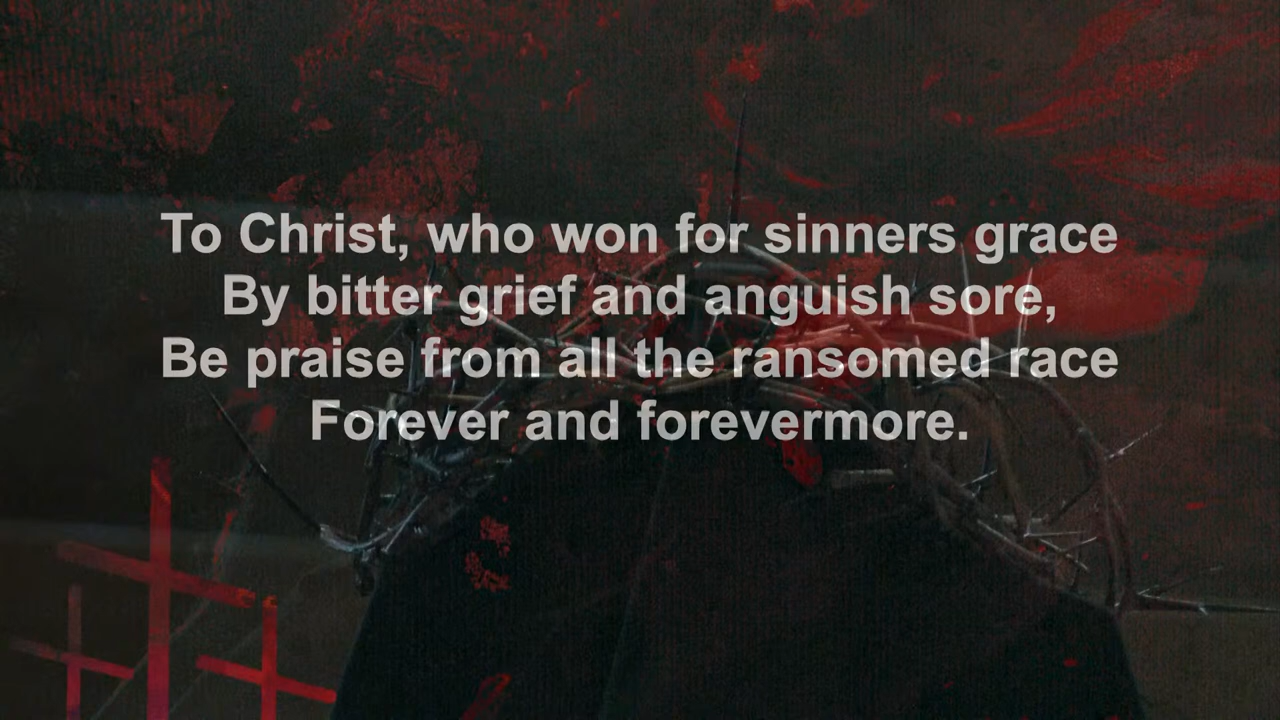 To Christ, who won for sinners grace
By bitter grief and anguish sore,
Be praise from all the ransomed race
Forever and forevermore.